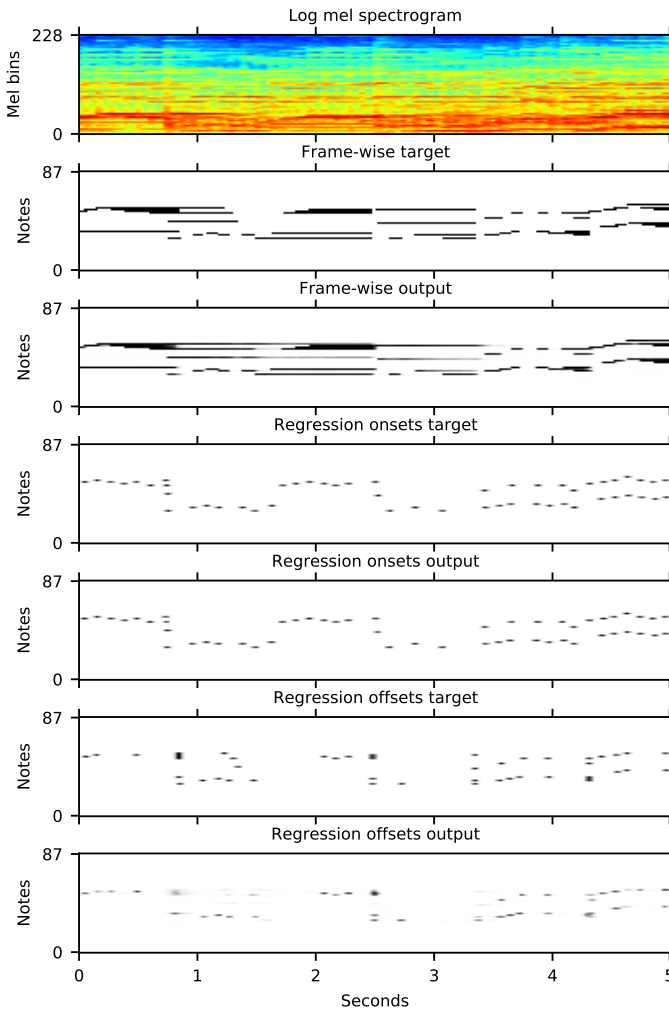 Log mel spectrogram
228
Mel bins
0
Frame-wise target
87
Notes
0
Frame-wise output
87
Notes
0
Regression onsets target
87
Notes
0
Regression onsets output
87
Notes
0
Regression offsets target
87
Notes
0
Regression offsets output
87
Notes
0
0 1 2 3 4 5
Seconds